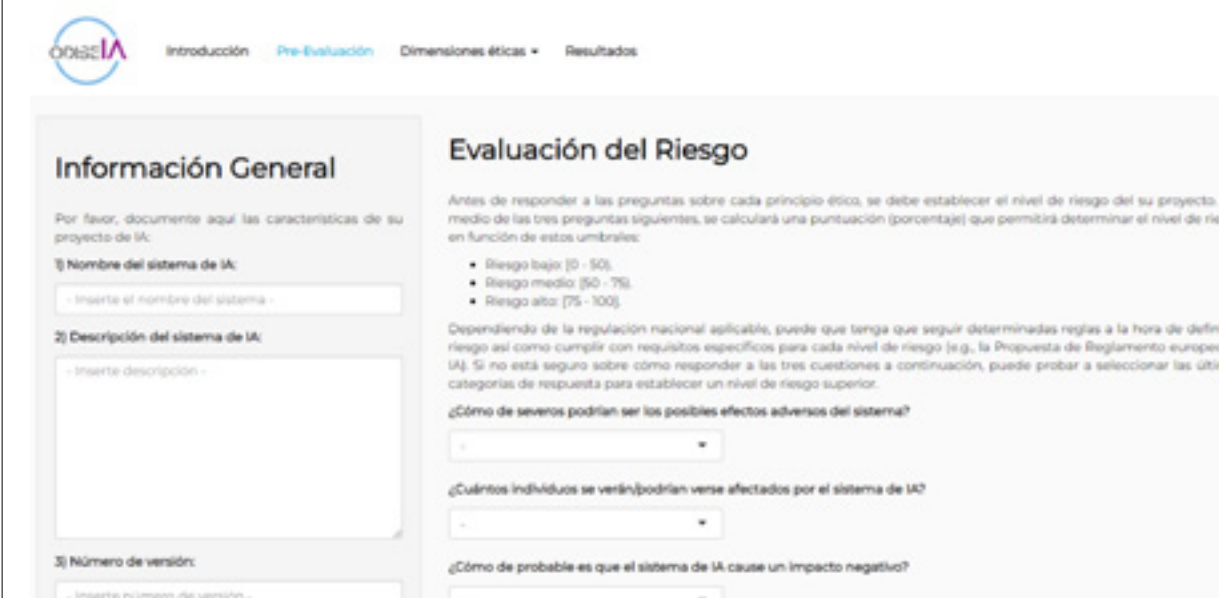 OdiseIA
Introducción Pre-Evaluación Dimensiones éticas Resultados
Información General
Por favor, documente aquí las características de su
proyecto de IA:
1) Nombre del sistema de IA:
- Inserte el nombre del sistema -
2) Descripción del sistema de IA:
- Inserte descripción -
3) Número de versión:
- Inserte número de versión -
Evaluación del Riesgo
Antes de responder a las preguntas sobre cada principio ético, se debe establecer el nivel de riesgo del su proyecto.
medio de las tres preguntas siguientes, se calculará una puntuación (porcentaje) que permitirá determinar el nivel de rie
en función de estos umbrales:
• Riesgo bajo: [0 - 50).
• Riesgo medio: [50 - 75).
• Riesgo alto: [75 - 100].
Dependiendo de la regulación nacional aplicable, puede que tenga que seguir determinadas reglas a la hora de defin
riesgo así como cumplir con requisitos específicos para cada nivel de riesgo (e.g., la Propuesta de Reglamento europeo
IA). Si no está seguro sobre cómo responder a las tres cuestiones a continuación, puede probar a seleccionar las últi
categorías de respuesta para establecer un nivel de riesgo superior.
¿Cómo de severos podrían ser los posibles efectos adversos del sistema?
-
¿Cuántos individuos se verán/podrían verse afectados por el sistema de IA?
-
¿Cómo de probable es que el sistema de IA cause un impacto negativo?